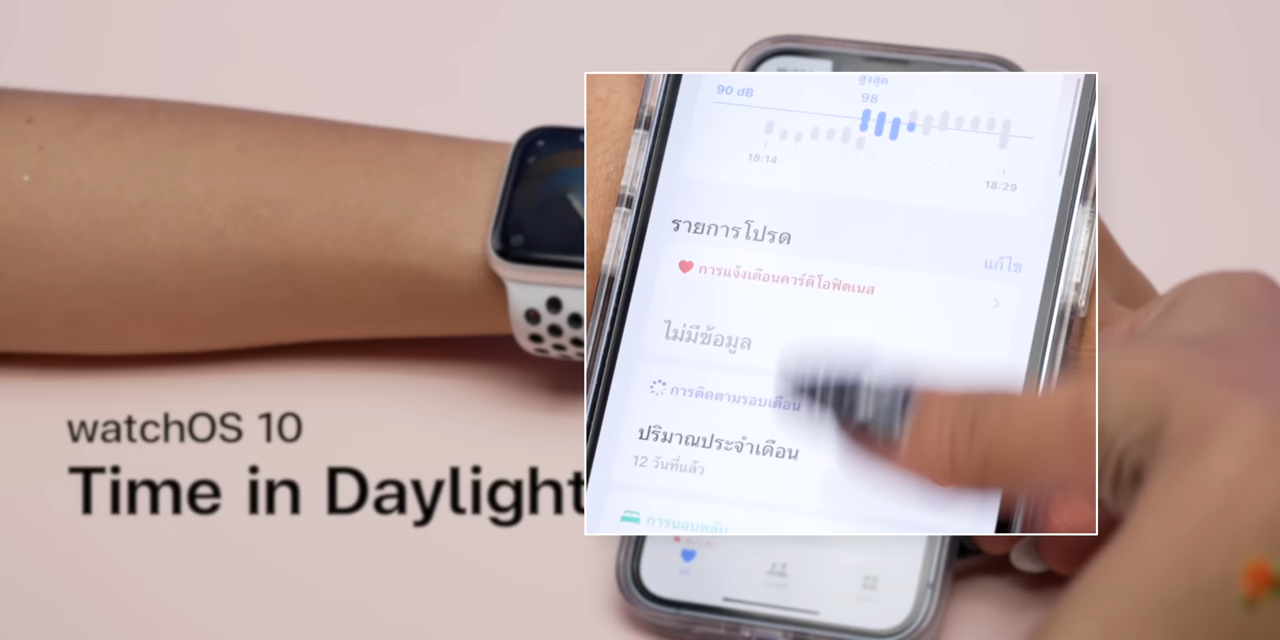 watchOS 10
Time in Daylight
สูงสุด
90 dB
98
18:14
18:29
รายการโปรด
แก้ไข
การแจ้งเตือนคาร์ดิโอฟิตเนส
ไม่มีข้อมูล
การติดตามรอบเดือน
ปริมาณประจำเดือน
12 วันที่แล้ว
การนอนหลับ